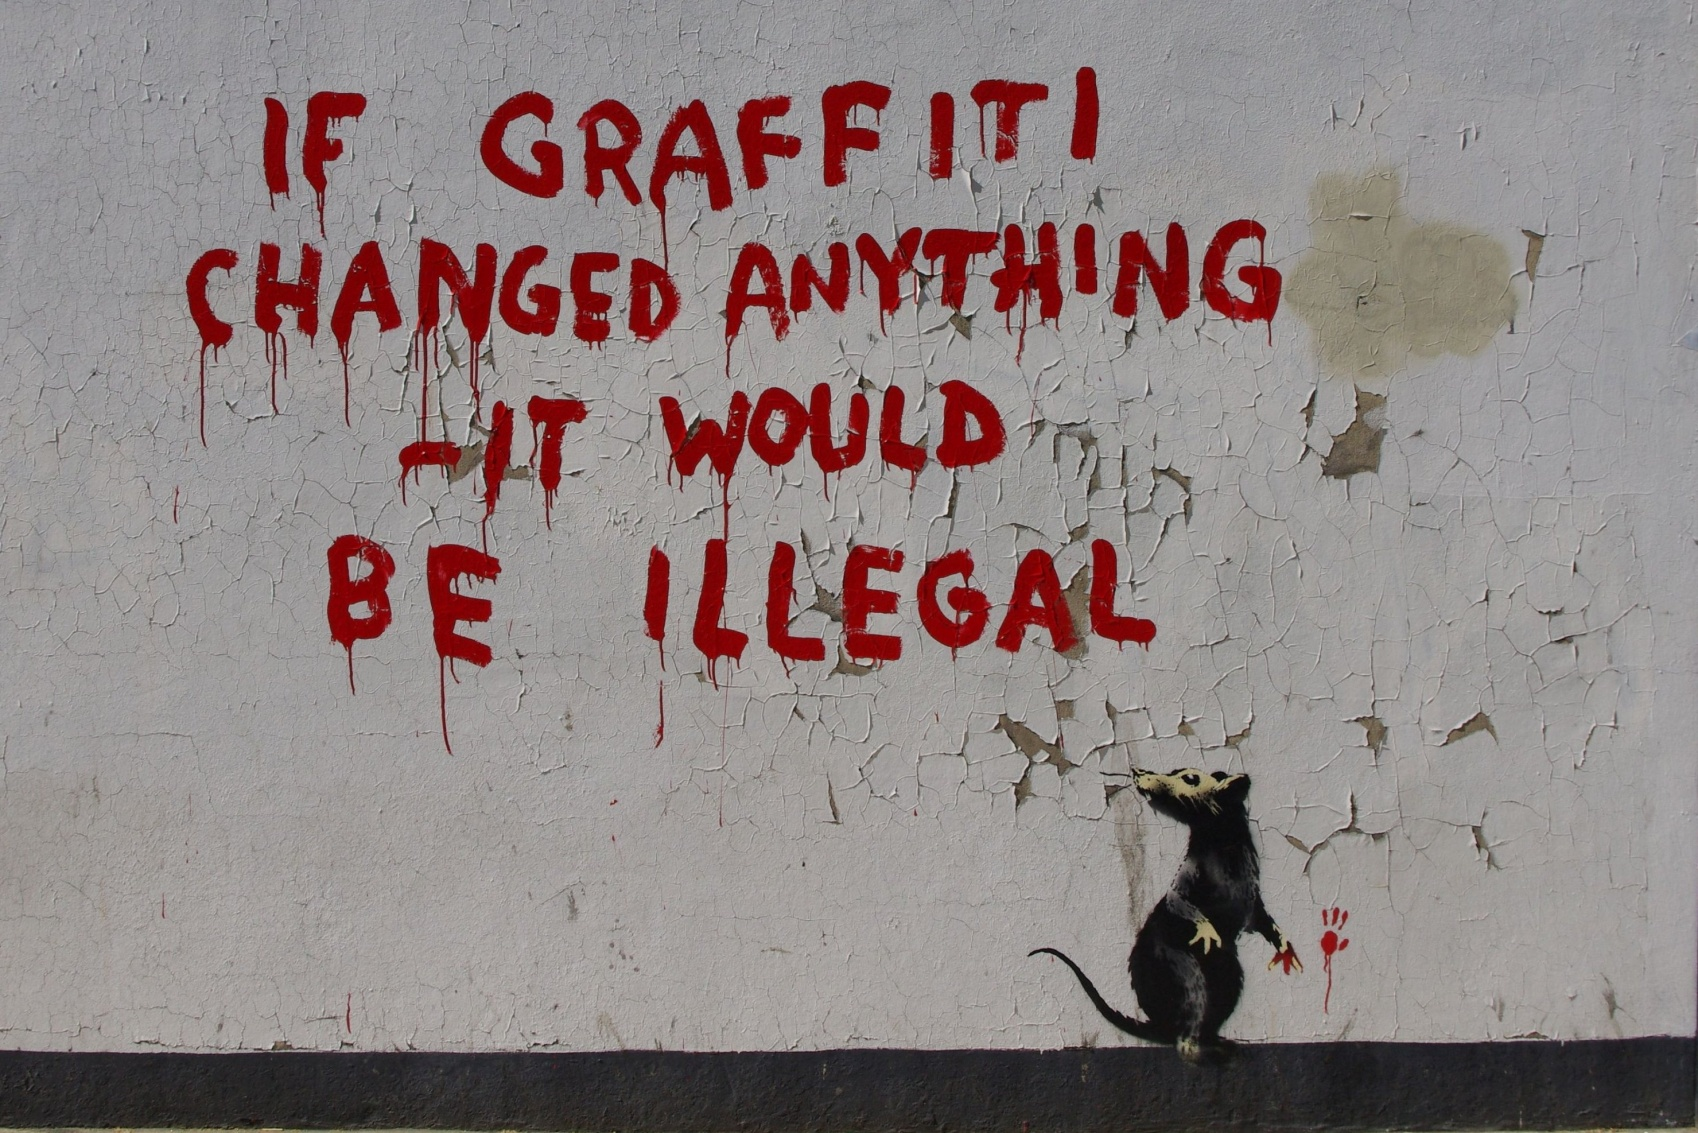 IF GRAFFITI
CHANGED ANYTHING
-IT WOULD
BE ILLEGAL